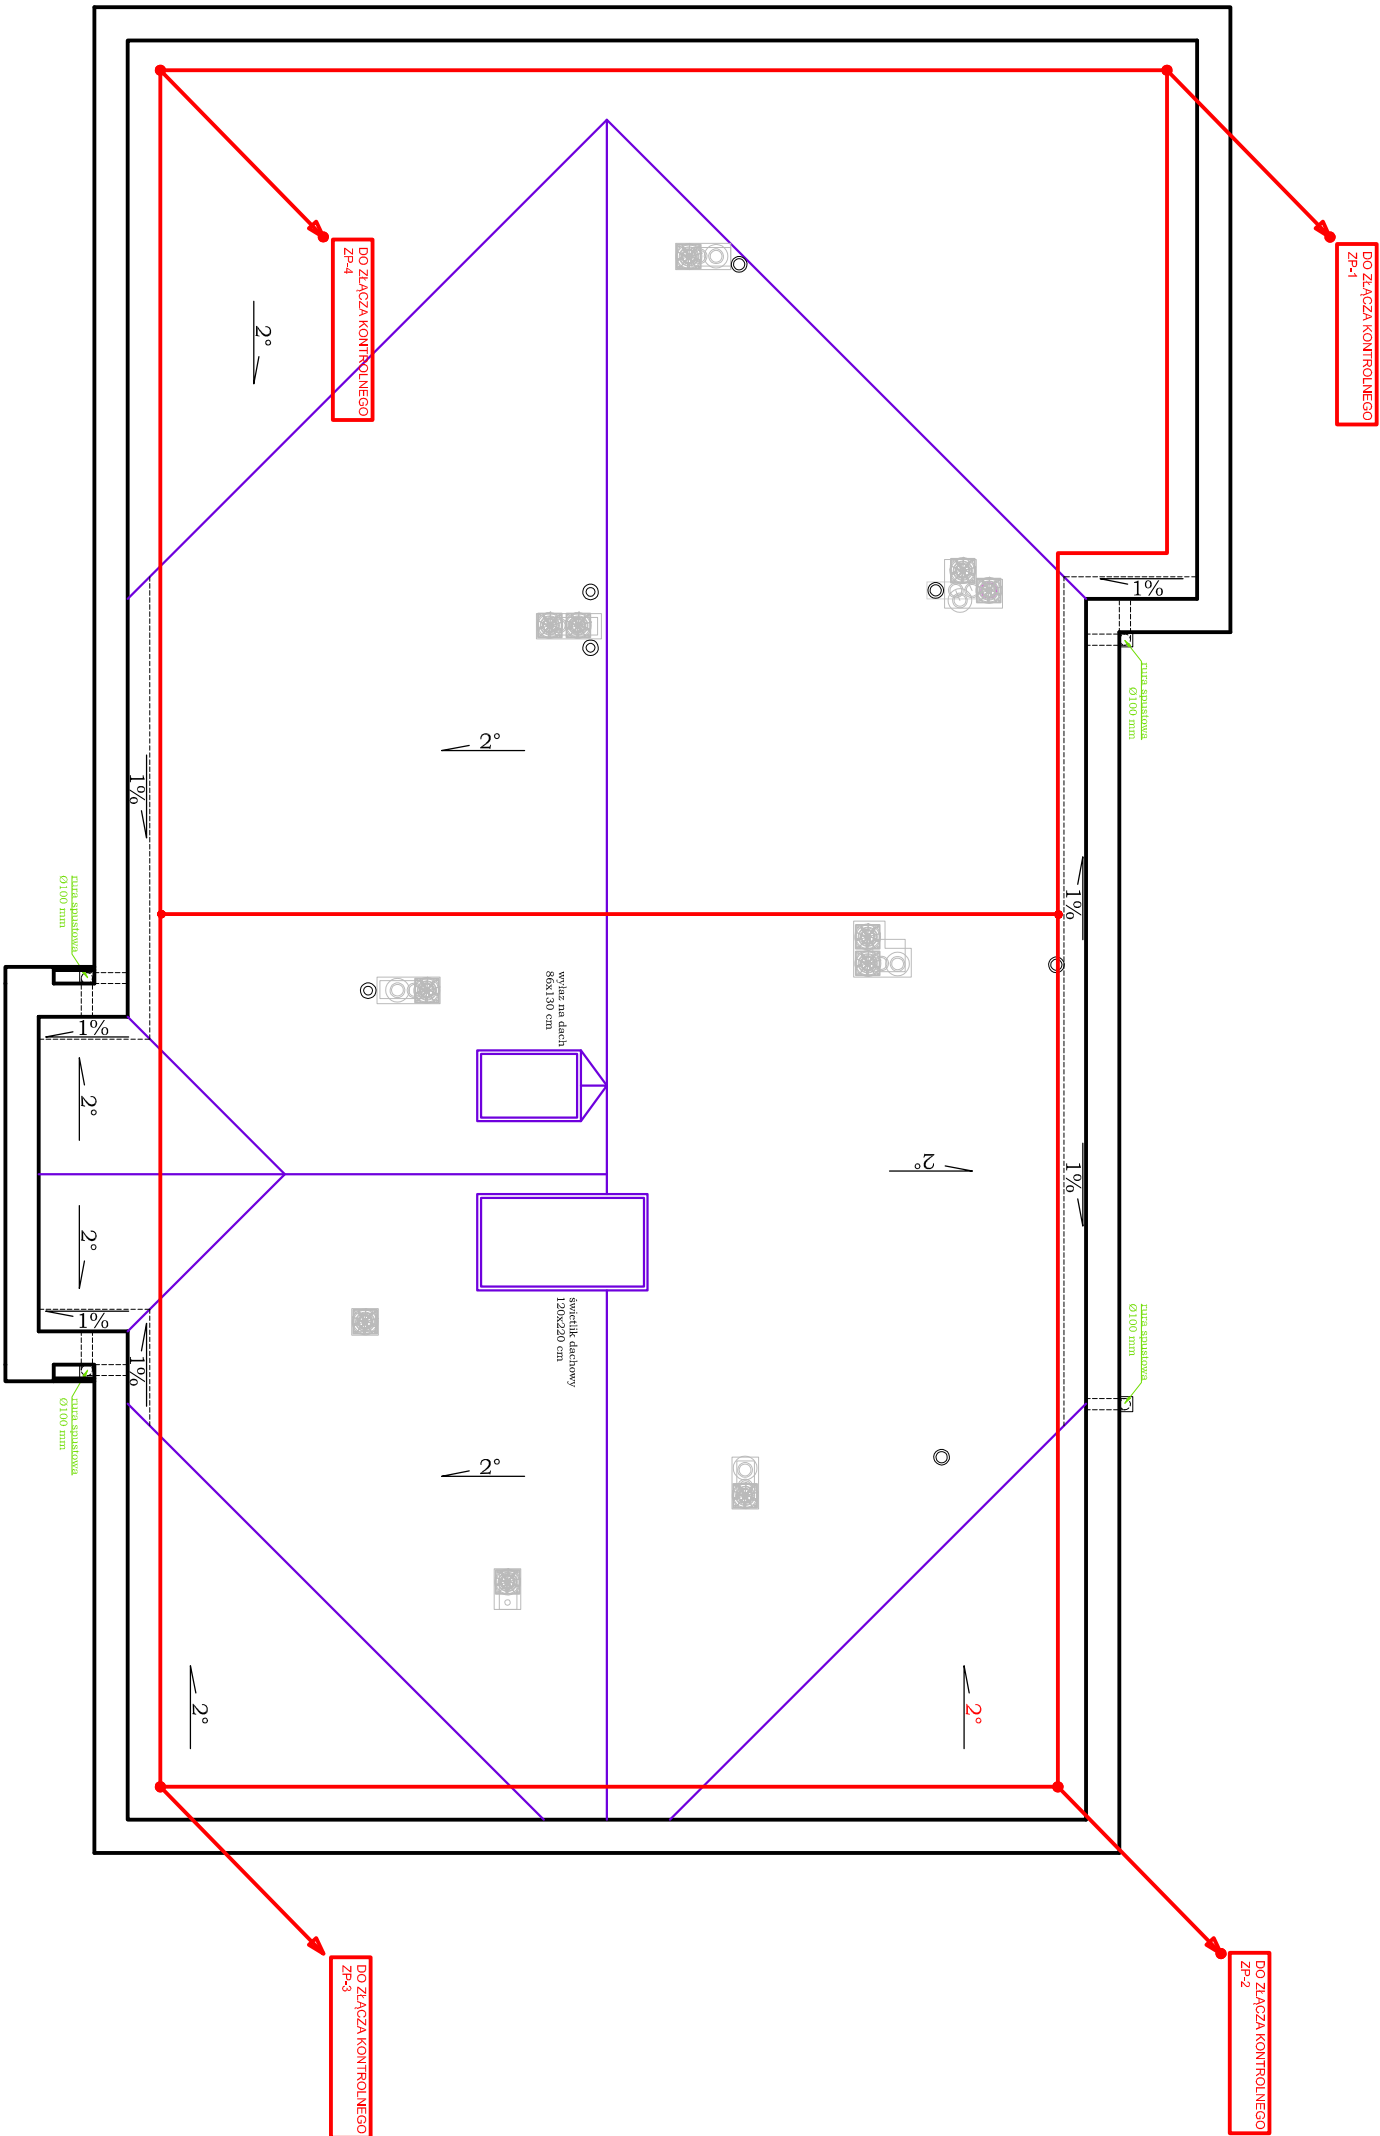 DO ZŁĄCZA KONTROLNEGO
ZP-1
DO ZŁĄCZA KONTROLNEGO
ZP-4
2°
1%
rura spustowa
Ø100 mm
2°
1%
1%
rura spustowa
Ø100 mm
wyłaz na dach
86x130 cm
1%
2°
2°
1%
2°
1%
1%
świetlik dachowy
120x220 cm
rura spustowa
Ø100 mm
rura spustowa
Ø100 mm
2°
2°
2°
DO ZŁĄCZA KONTROLNEGO
ZP-2
DO ZŁĄCZA KONTROLNEGO
ZP-3